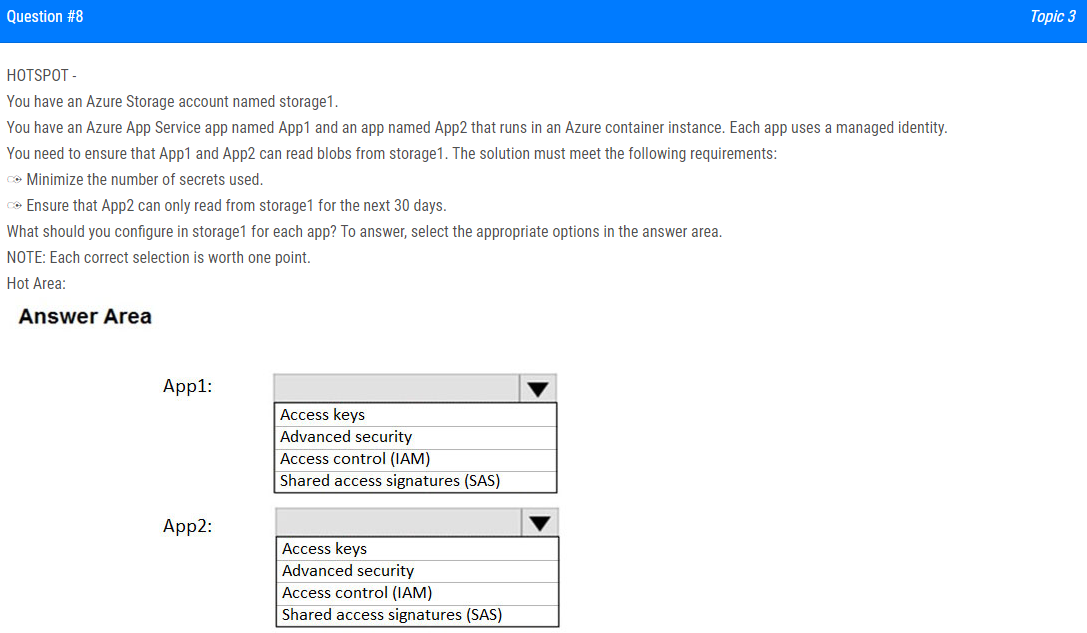 Question #8
Topic 3
HOTSPOT -
You have an Azure Storage account named storage1.
You have an Azure App Service app named App1 and an app named App2 that runs in an Azure container instance. Each app uses a managed identity.
You need to ensure that App1 and App2 can read blobs from storage1. The solution must meet the following requirements:
Minimize the number of secrets used.
Ensure that App2 can only read from storage1 for the next 30 days.
What should you configure in storage1 for each app? To answer, select the appropriate options in the answer area.
NOTE: Each correct selection is worth one point.
Hot Area:
Answer Area
App1:
Access keys
Advanced security
Access control (IAM)
Shared access signatures (SAS)
App2:
Access keys
Advanced security
Access control (IAM)
Shared access signatures (SAS)